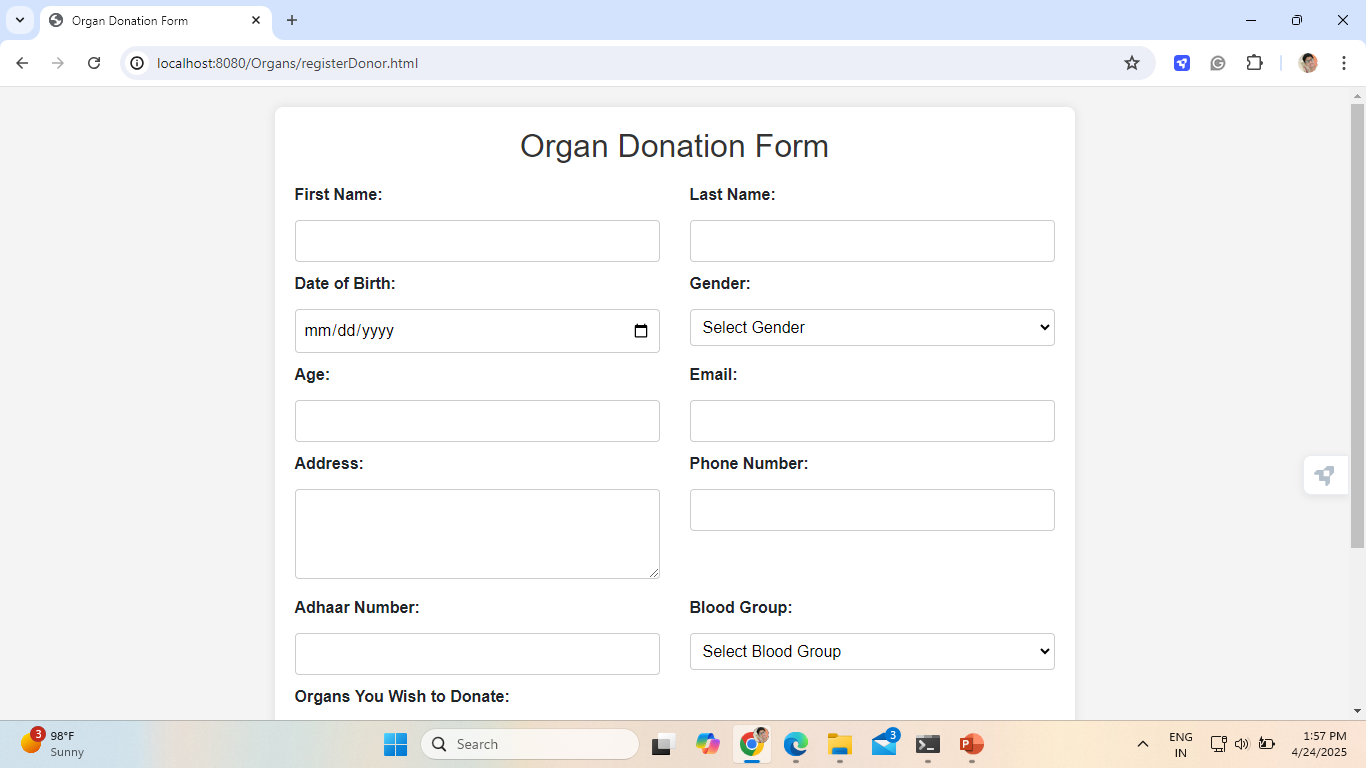 Organ Donation Form
localhost:8080/Organs/registerDonor.html
Organ Donation Form
First Name:
Last Name:
Date of Birth:
Gender:
mm/dd/yyyy
Select Gender
Age:
Email:
Address:
Phone Number:
Adhaar Number:
Blood Group:
Select Blood Group
Organs You Wish to Donate:
3
98°F
Sunny
Search
3
ENG
IN
1:57 PM
4/24/2025